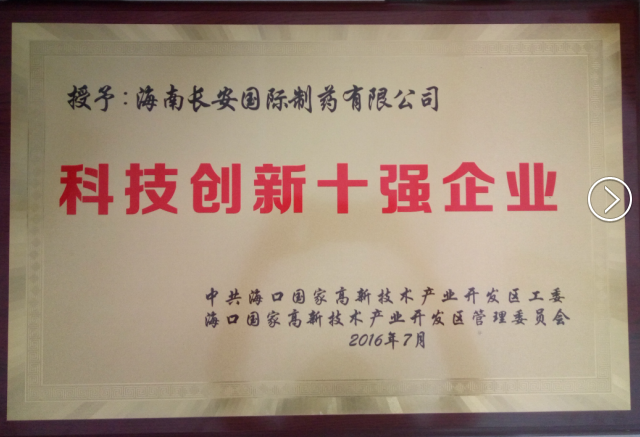 授予：海南长安国际制药有限公司
科技创新十强企业
中共海口国家高新技术产业开发区工委
海口国家高新技术产业开发区管理委员会
2016年7月